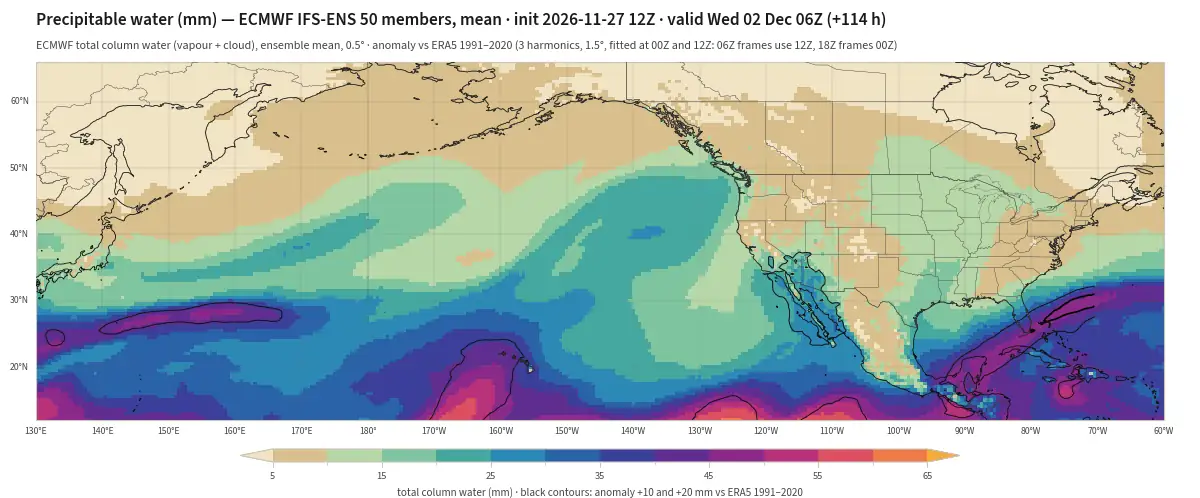 Precipitable water (mm) — ECMWF IFS-ENS 50 members, mean · init 2026-11-27 12Z · valid Wed 02 Dec 06Z (+114 h)
ECMWF total column water (vapour + cloud), ensemble mean, 0.5° · anomaly vs ERA5 1991–2020 (3 harmonics, 1.5°, fitted at 00Z and 12Z: 06Z frames use 12Z, 18Z frames 00Z)
60°N
50°N
40°N
30°N
20°N
130°E 140°E 150°E 160°E 170°E 180° 170°W 160°W 150°W 140°W 130°W 120°W 110°W 100°W 90°W 80°W 70°W 60°W
5 15 25 35 45 55 65
total column water (mm) · black contours: anomaly +10 and +20 mm vs ERA5 1991–2020